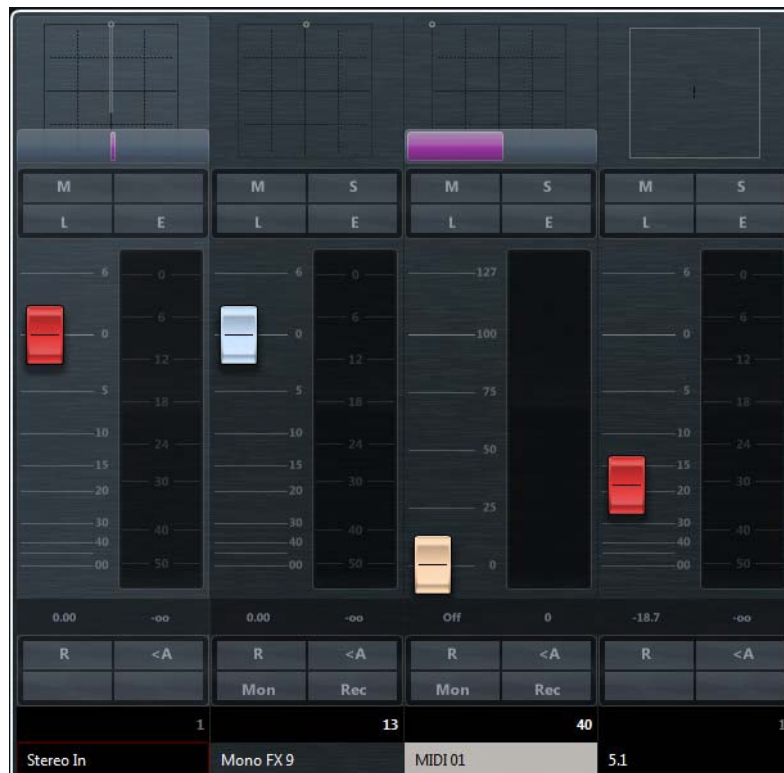 M
M S
M S
M S
L E
L E
L E
L E
6 0
6 0
127
6 0
0 6
0 6
100
0 6
12
12
12
5 18
5 18
75
5 18
10 24
10 24
50
10 24
15
15
15
20 30
20 30
25
20 30
30
30
30
40 40
40 40
40 40
00 50
00 50
0
00 50
0.00 -oo
0.00 -oo
Off 0
-18.7 -oo
R <A
R <A
R <A
R <A
Mon Rec
Mon Rec
1
13
40
1
Stereo In
Mono FX 9
MIDI 01
5.1